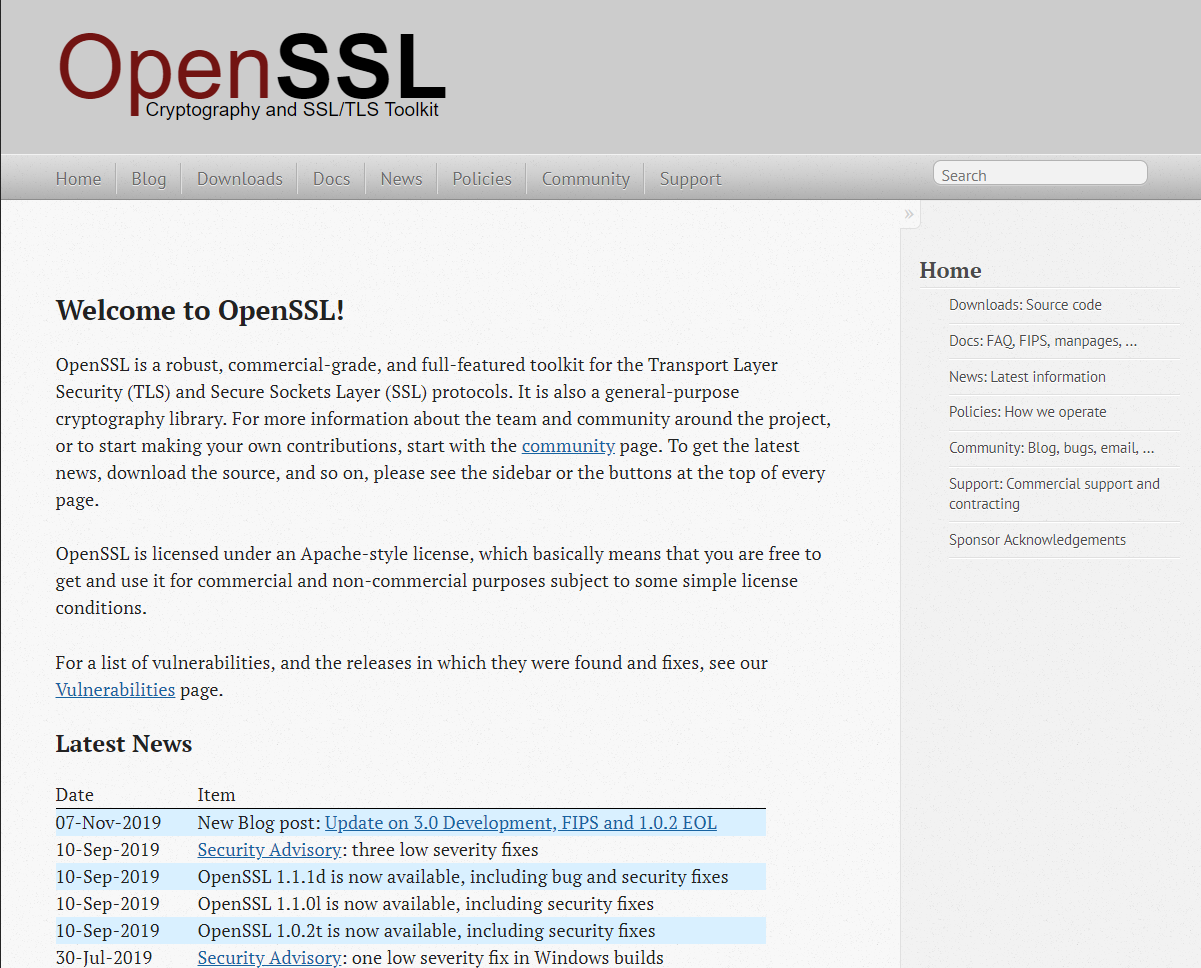 OpenSSL
Cryptography and SSL/TLS Toolkit
Home Blog Downloads Docs News Policies Community Support Search
»
Welcome to OpenSSL!
OpenSSL is a robust, commercial-grade, and full-featured toolkit for the Transport Layer
Security (TLS) and Secure Sockets Layer (SSL) protocols. It is also a general-purpose
cryptography library. For more information about the team and community around the project,
or to start making your own contributions, start with the community page. To get the latest
news, download the source, and so on, please see the sidebar or the buttons at the top of every
page.
OpenSSL is licensed under an Apache-style license, which basically means that you are free to
get and use it for commercial and non-commercial purposes subject to some simple license
conditions.
For a list of vulnerabilities, and the releases in which they were found and fixes, see our
Vulnerabilities page.
Latest News
Date Item
07-Nov-2019 New Blog post: Update on 3.0 Development, FIPS and 1.0.2 EOL
10-Sep-2019 Security Advisory: three low severity fixes
10-Sep-2019 OpenSSL 1.1.1d is now available, including bug and security fixes
10-Sep-2019 OpenSSL 1.1.0l is now available, including security fixes
10-Sep-2019 OpenSSL 1.0.2t is now available, including security fixes
30-Jul-2019 Security Advisory: one low severity fix in Windows builds
Home
Downloads: Source code
Docs: FAQ, FIPS, manpages, ...
News: Latest information
Policies: How we operate
Community: Blog, bugs, email, ...
Support: Commercial support and
contracting
Sponsor Acknowledgements